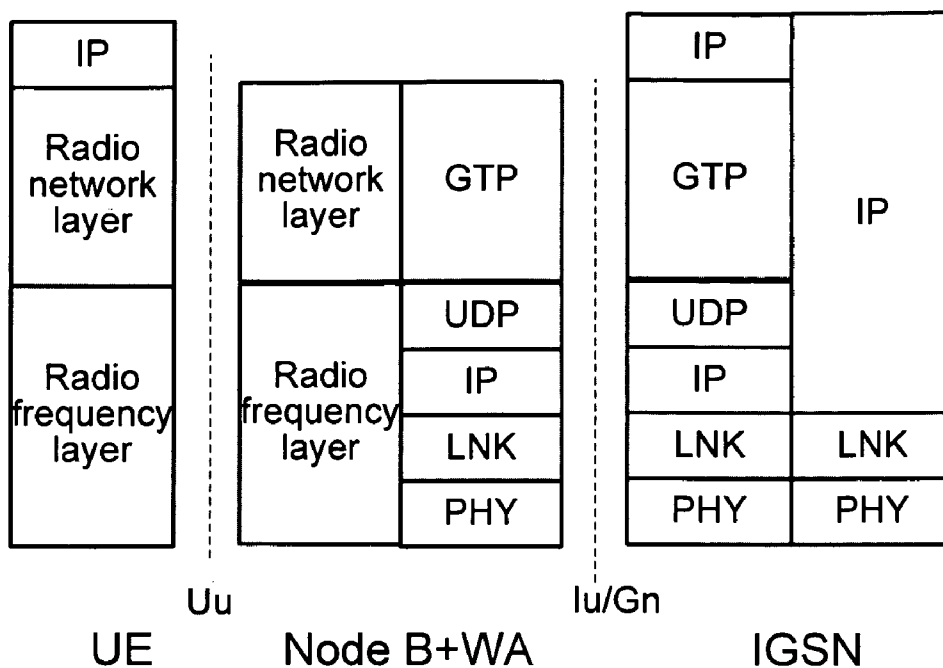 IP
Radio
network
layer
Radio
frequency
layer
Uu
UE
Radio
network
layer
GTP
Radio
frequency
layer
UDP
IP
LNK
PHY
Iu/Gn
Node B+WA
IP
GTP
UDP
IP
LNK
PHY
IP
LNK
PHY
IGSN